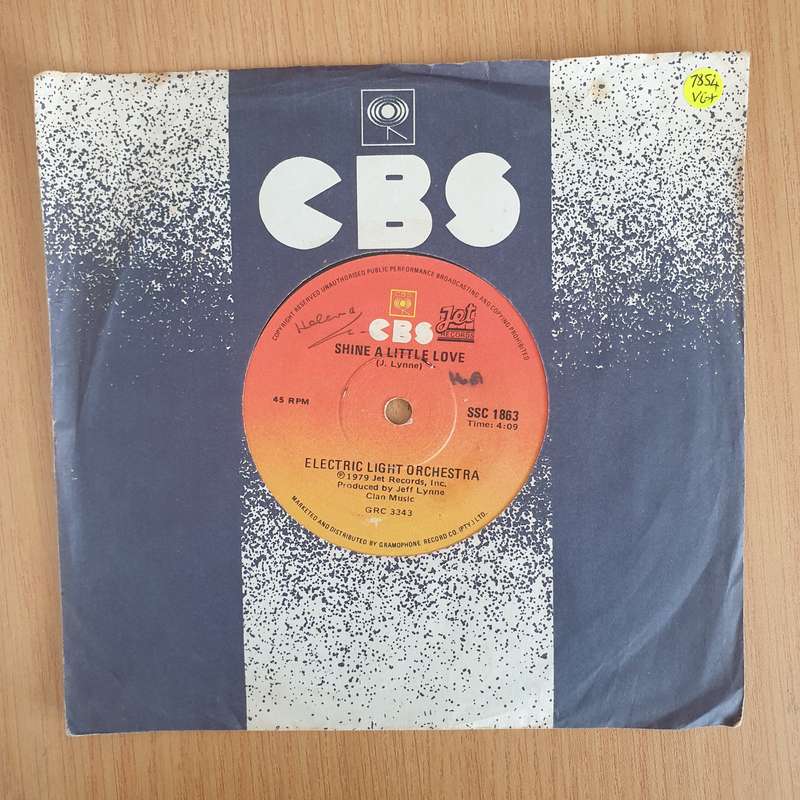 7854
VG+
CBS
COPYRIGHT RESERVED UNAUTHORISED PUBLIC PERFORMANCE BROADCASTING AND COPYING PROHIBITED
Helena
CBS
Jet
RECORDS
SHINE A LITTLE LOVE
(J. Lynne)
45 RPM
SSC 1863
Time: 4:09
ELECTRIC LIGHT ORCHESTRA
℗1979 Jet Records, Inc.
Produced by Jeff Lynne
Clan Music
GRC 3343
MARKETED AND DISTRIBUTED BY GRAMOPHONE RECORD CO. (PTY.) LTD.